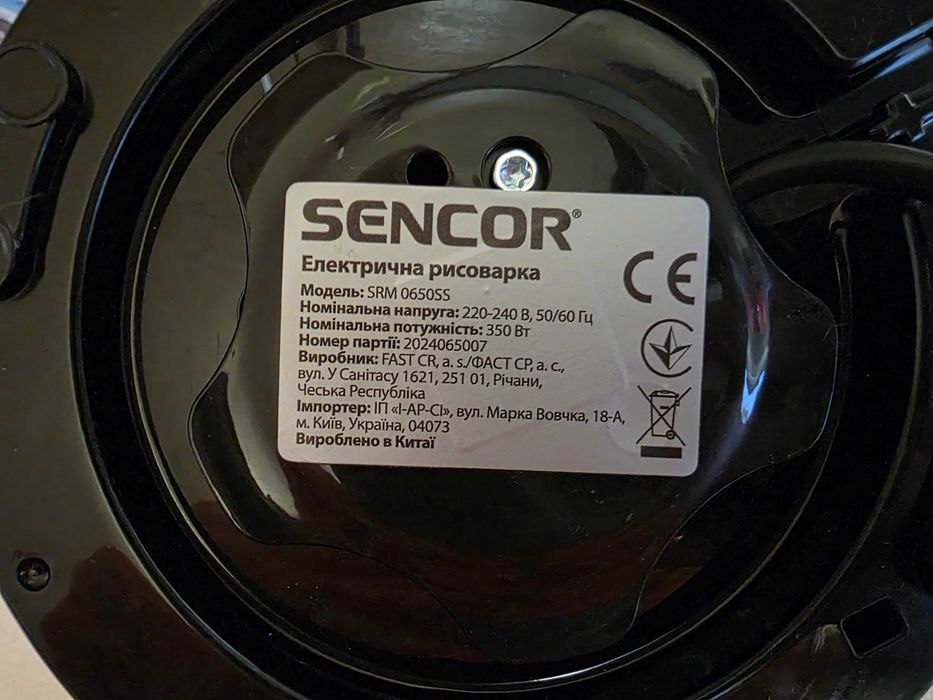 SENCOR®
Електрична рисоварка
Модель: SRM 0650SS
Номінальна напруга: 220-240 В, 50/60 Гц
Номінальна потужність: 350 Вт
Номер партії: 2024065007
Виробник: FAST CR, a. s./ФАСТ СР, а. с.,
вул. У Санітасу 1621, 251 01, Річани,
Чеська Республіка
Імпортер: ІП «І-АР-СІ», вул. Марка Вовчка, 18-А,
м. Київ, Україна, 04073
Вироблено в Китаї
CE